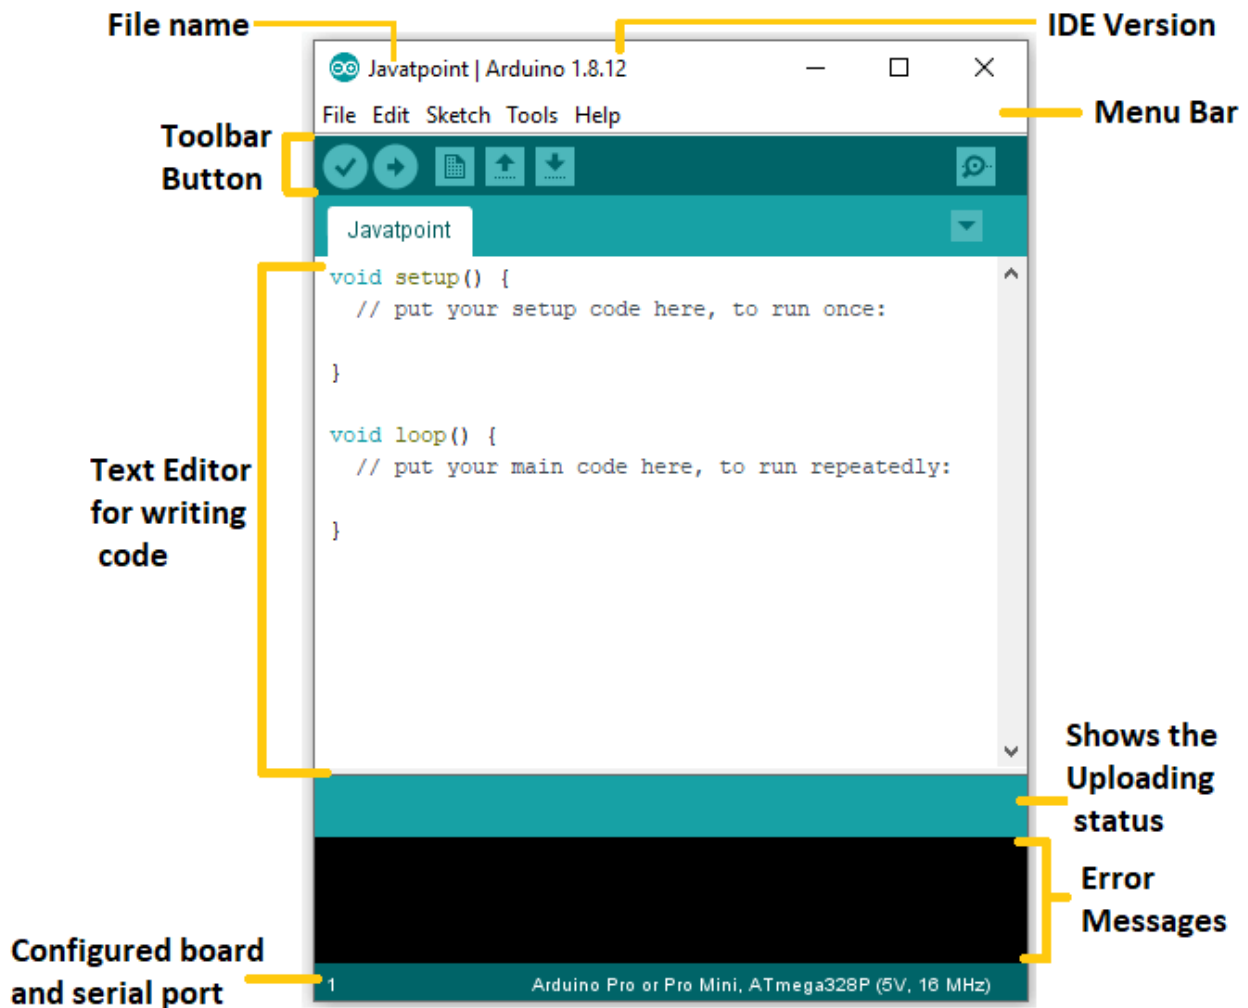 File name
IDE Version
Javatpoint | Arduino 1.8.12
File Edit Sketch Tools Help
Menu Bar
Toolbar
Button
Javatpoint
void setup() {
// put your setup code here, to run once:
}
void loop() {
// put your main code here, to run repeatedly:
}
Text Editor
for writing
code
Shows the
Uploading
status
Error
Messages
Configured board
and serial port
1
Arduino Pro or Pro Mini, ATmega328P (5V, 16 MHz)